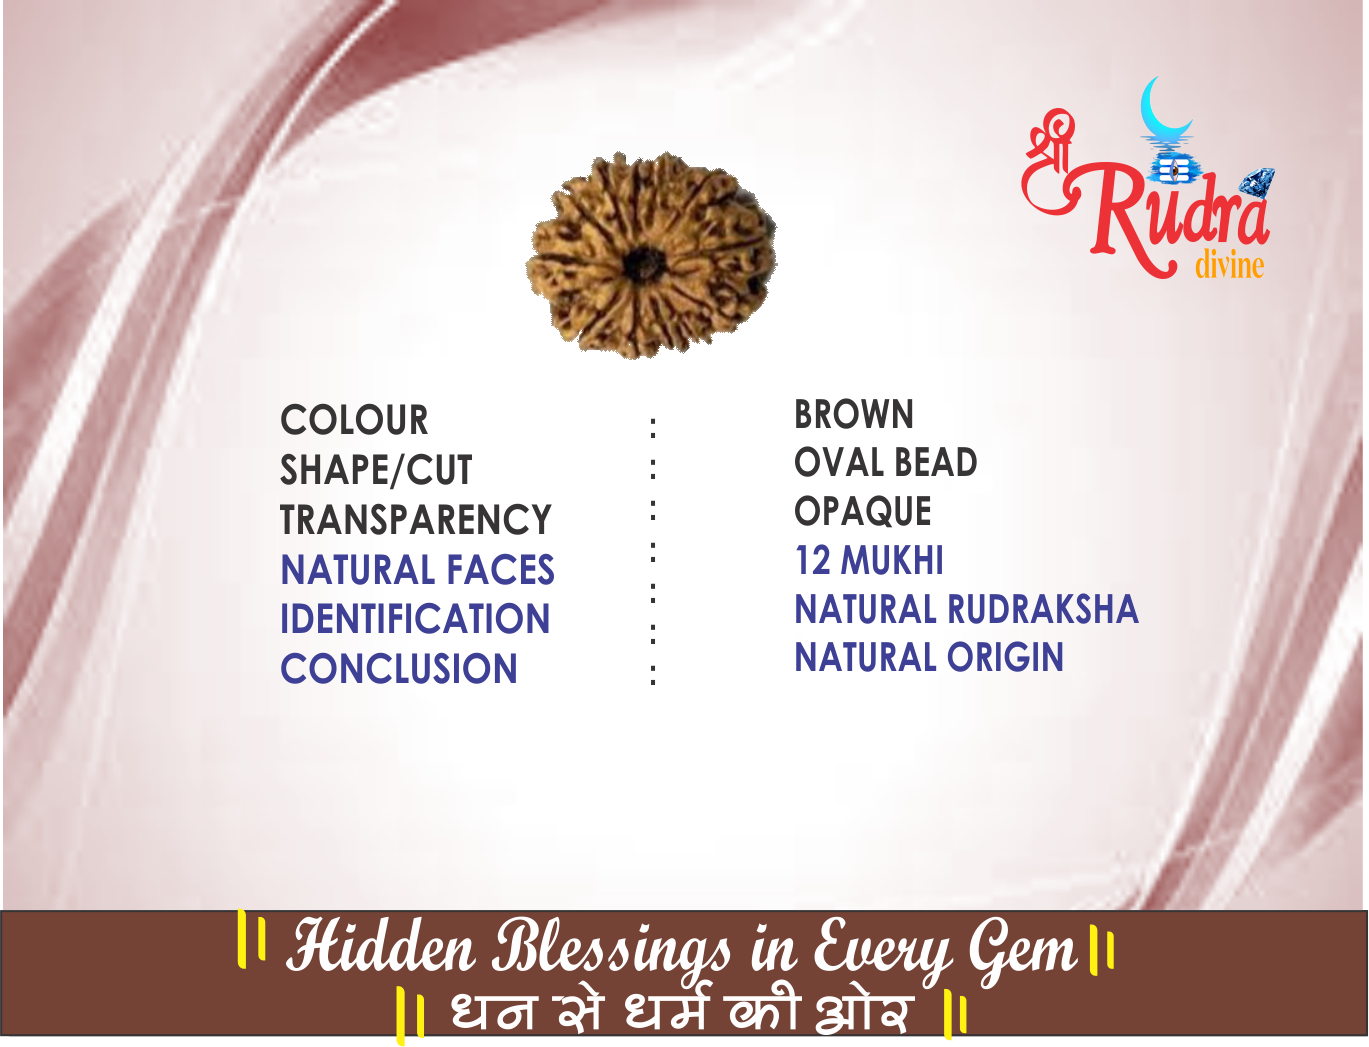 श्री
Rudra
divine
COLOUR : BROWN
SHAPE/CUT : OVAL BEAD
TRANSPARENCY : OPAQUE
NATURAL FACES : 12 MUKHI
IDENTIFICATION : NATURAL RUDRAKSHA
CONCLUSION : NATURAL ORIGIN
:
|| Hidden Blessings in Every Gem ||
|| धन से धर्म की ओर ||